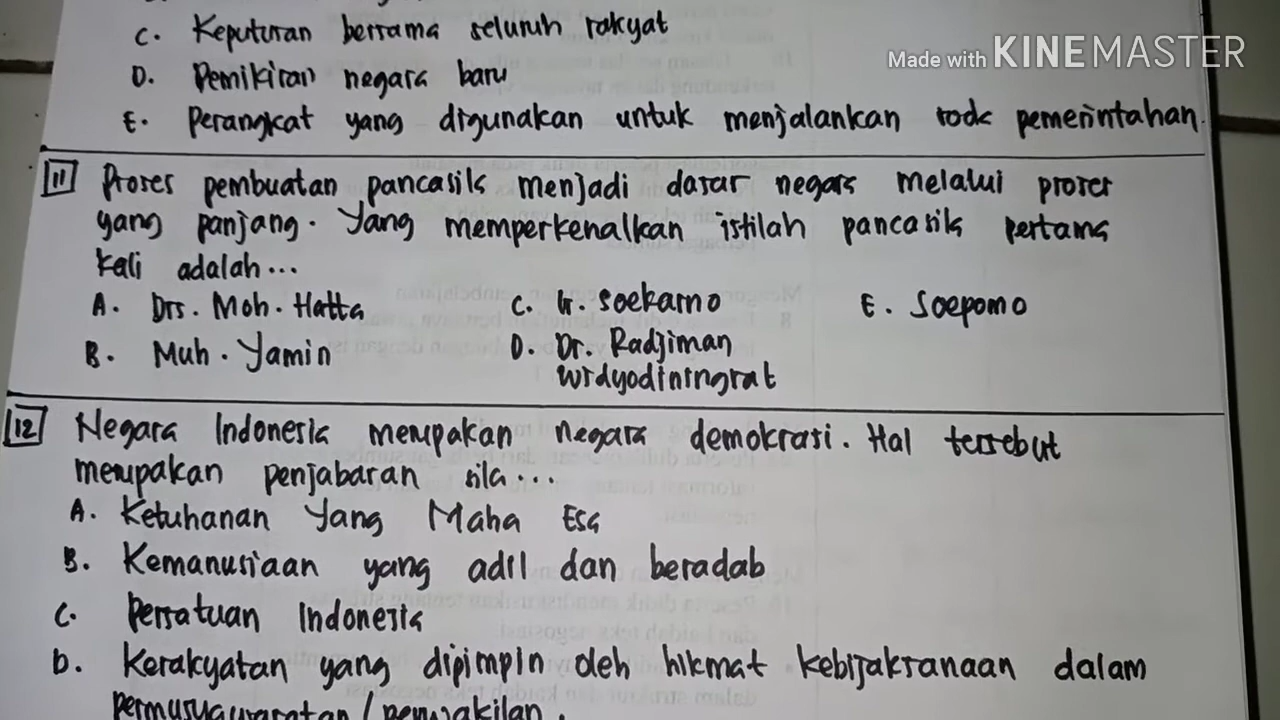 C. Keputusan bersama seluruh rakyat
Made with KINEMASTER
D. Pemikiran negara baru
E. Perangkat yang digunakan untuk menjalankan roda pemerintahan.
11 Proses pembuatan pancasila menjadi dasar negara melalui proses
yang panjang. Yang memperkenalkan istilah pancasila pertama
kali adalah...
A. Drs. Moh. Hatta C. Ir. Soekarno E. Soepomo
B. Muh. Yamin D. Dr. Radjiman
Widyodiningrat
12 Negara Indonesia merupakan negara demokrasi. Hal tersebut
merupakan penjabaran sila...
A. Ketuhanan Yang Maha Esa
B. Kemanusiaan yang adil dan beradab
C. Persatuan Indonesia
D. Kerakyatan yang dipimpin oleh hikmat kebijaksanaan dalam
permusyawaratan / perwakilan.